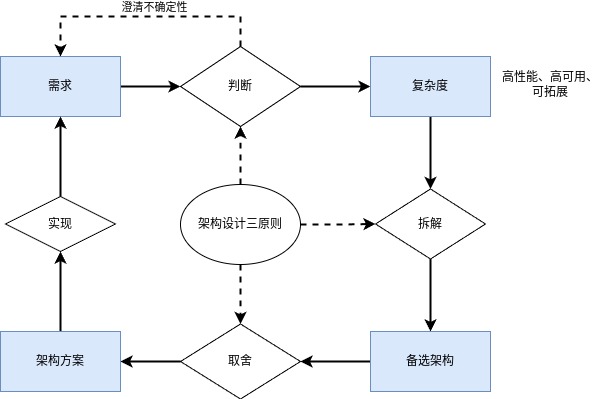 澄清不确定性
需求
判断
复杂度
高性能、高可用、
可拓展
实现
架构设计三原则
拆解
架构方案
取舍
备选架构